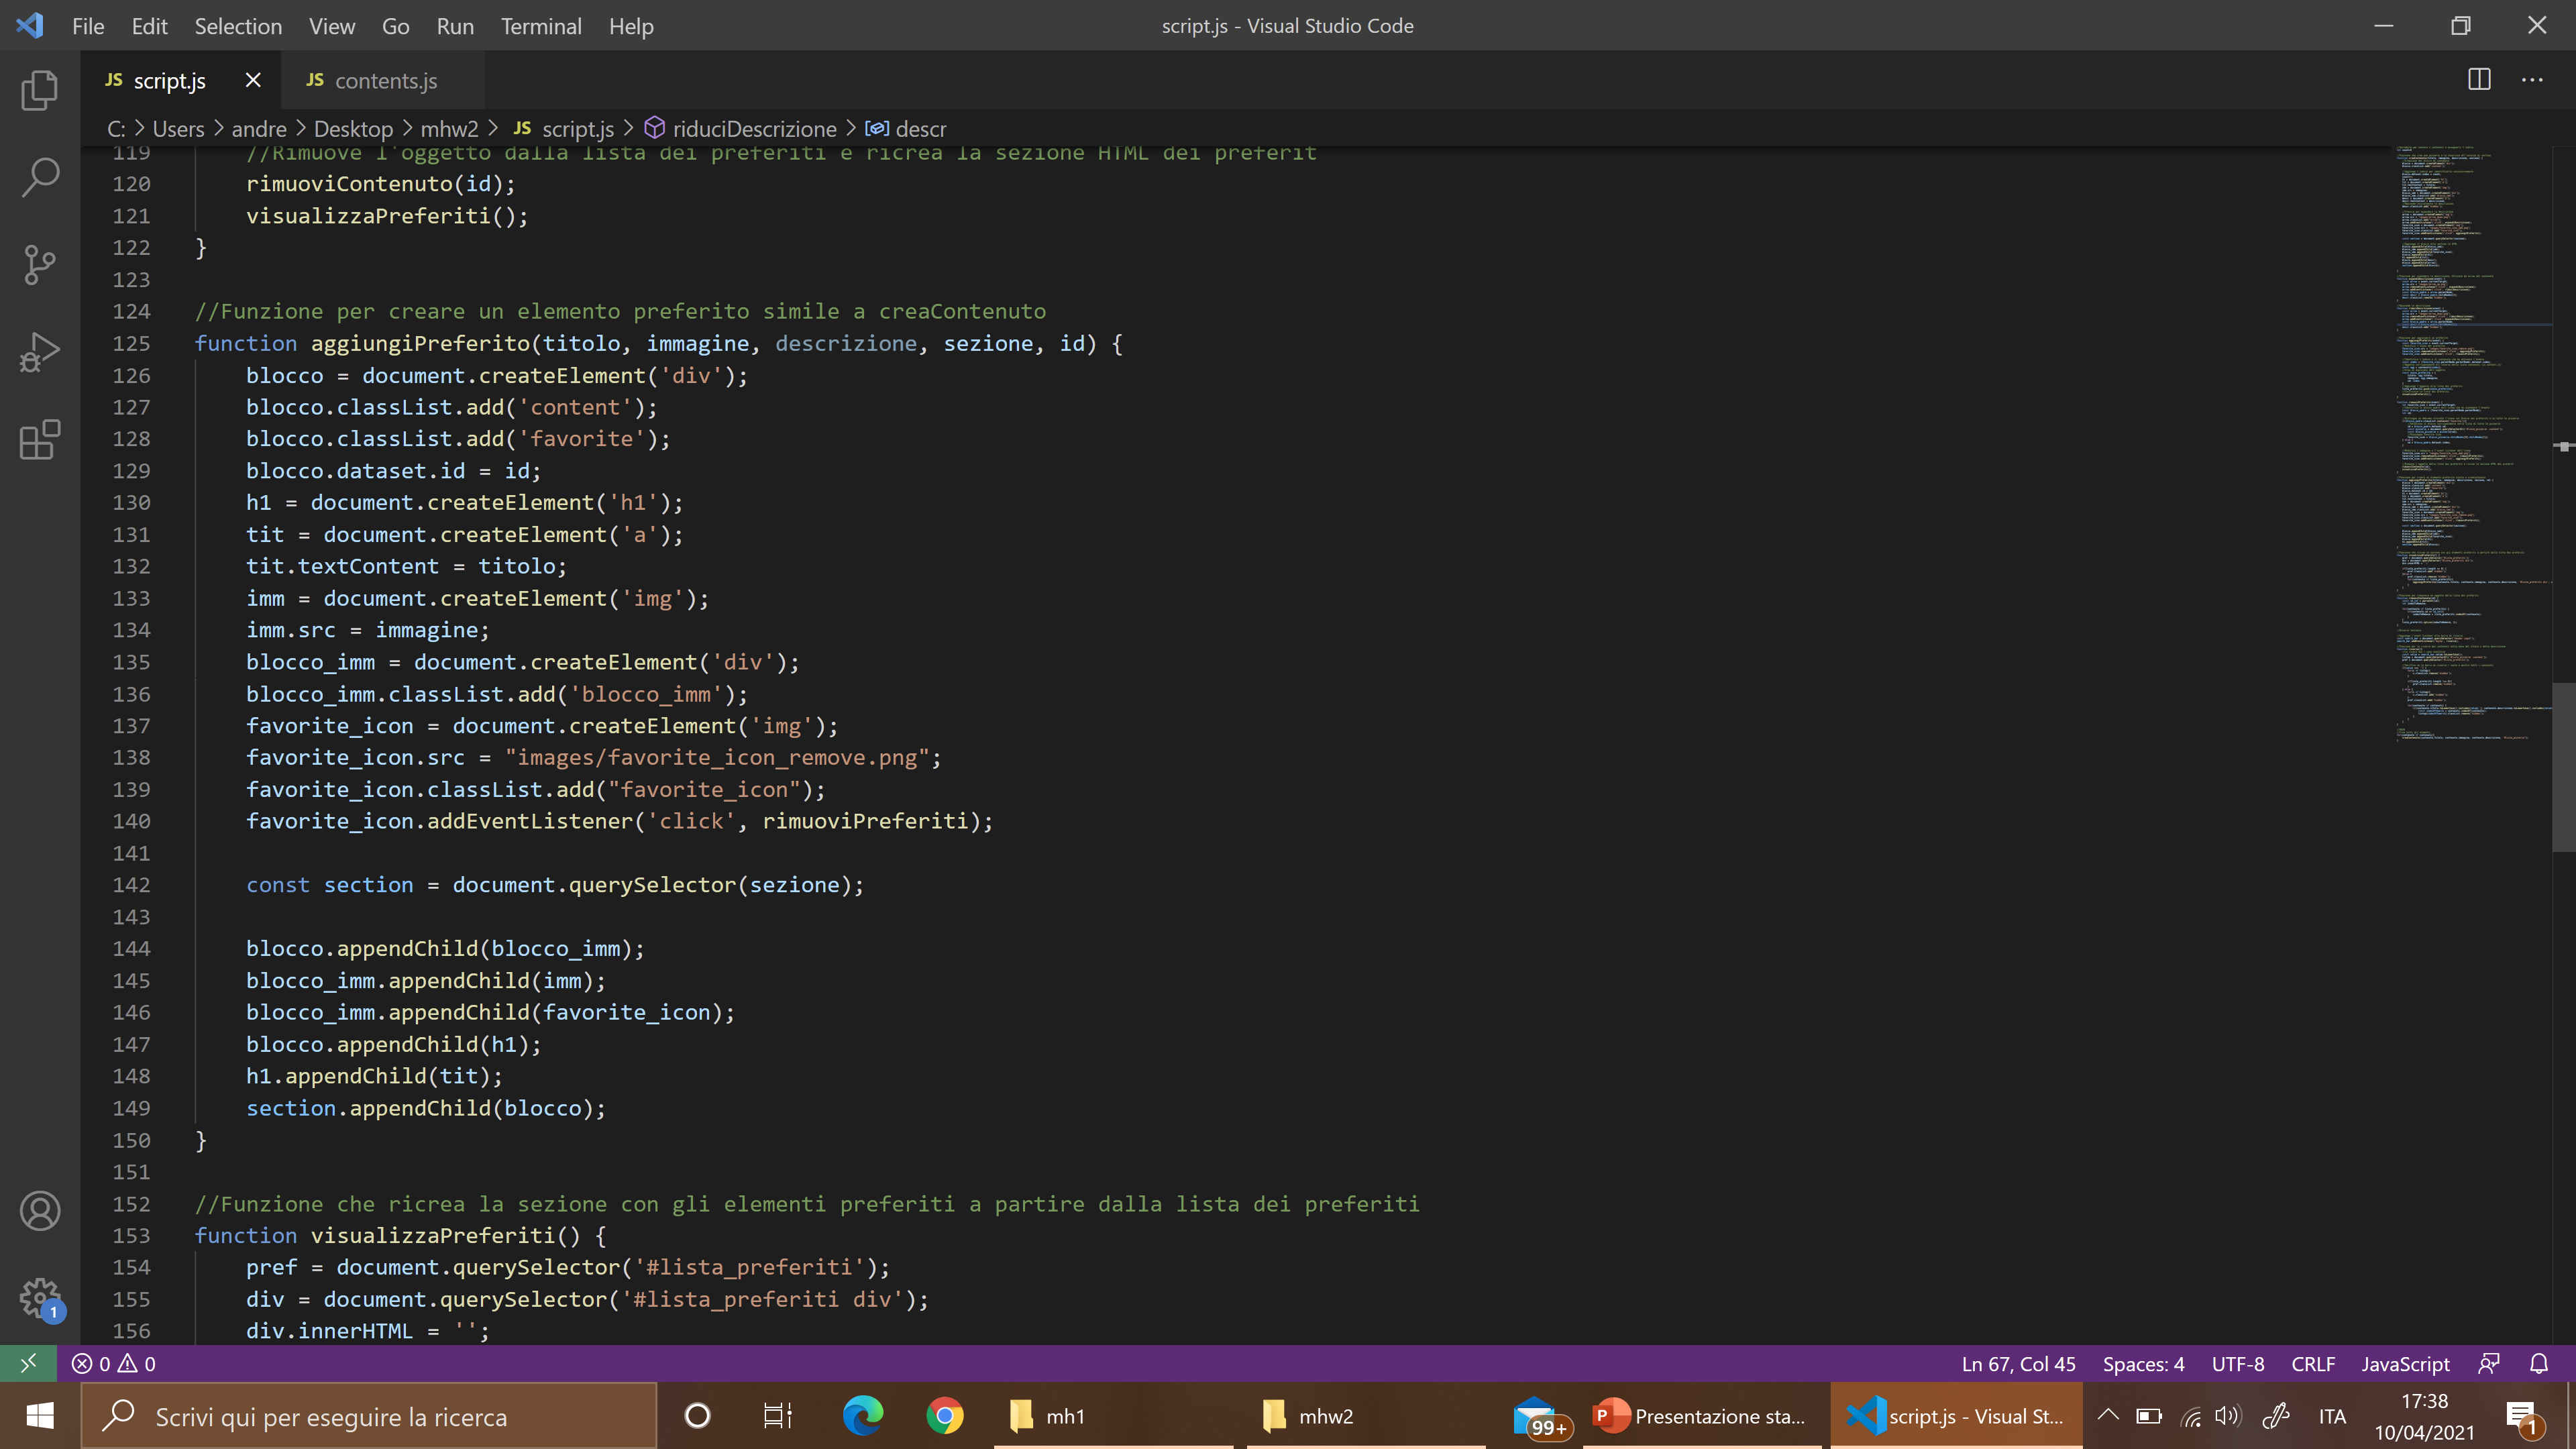 File Edit Selection View Go Run Terminal Help
script.js - Visual Studio Code
JS script.js
JS contents.js
C: > Users > andre > Desktop > mhw2 > JS script.js > riduciDescrizione > descr
119 //Rimuove l'oggetto dalla lista dei preferiti e ricrea la sezione HTML dei preferit
120 rimuoviContenuto(id);
121 visualizzaPreferiti();
122 }
123
124 //Funzione per creare un elemento preferito simile a creaContenuto
125 function aggiungiPreferito(titolo, immagine, descrizione, sezione, id) {
126 blocco = document.createElement('div');
127 blocco.classList.add('content');
128 blocco.classList.add('favorite');
129 blocco.dataset.id = id;
130 h1 = document.createElement('h1');
131 tit = document.createElement('a');
132 tit.textContent = titolo;
133 imm = document.createElement('img');
134 imm.src = immagine;
135 blocco_imm = document.createElement('div');
136 blocco_imm.classList.add('blocco_imm');
137 favorite_icon = document.createElement('img');
138 favorite_icon.src = "images/favorite_icon_remove.png";
139 favorite_icon.classList.add("favorite_icon");
140 favorite_icon.addEventListener('click', rimuoviPreferiti);
141
142 const section = document.querySelector(sezione);
143
144 blocco.appendChild(blocco_imm);
145 blocco_imm.appendChild(imm);
146 blocco_imm.appendChild(favorite_icon);
147 blocco.appendChild(h1);
148 h1.appendChild(tit);
149 section.appendChild(blocco);
150 }
151
152 //Funzione che ricrea la sezione con gli elementi preferiti a partire dalla lista dei preferiti
153 function visualizzaPreferiti() {
154 pref = document.querySelector('#lista_preferiti');
155 div = document.querySelector('#lista_preferiti div');
156 div.innerHTML = '';
1
0 0
Ln 67, Col 45 Spaces: 4 UTF-8 CRLF JavaScript
Scrivi qui per eseguire la ricerca
mh1
mhw2
99+
P Presentazione sta...
script.js - Visual St...
ITA
17:38
10/04/2021
1